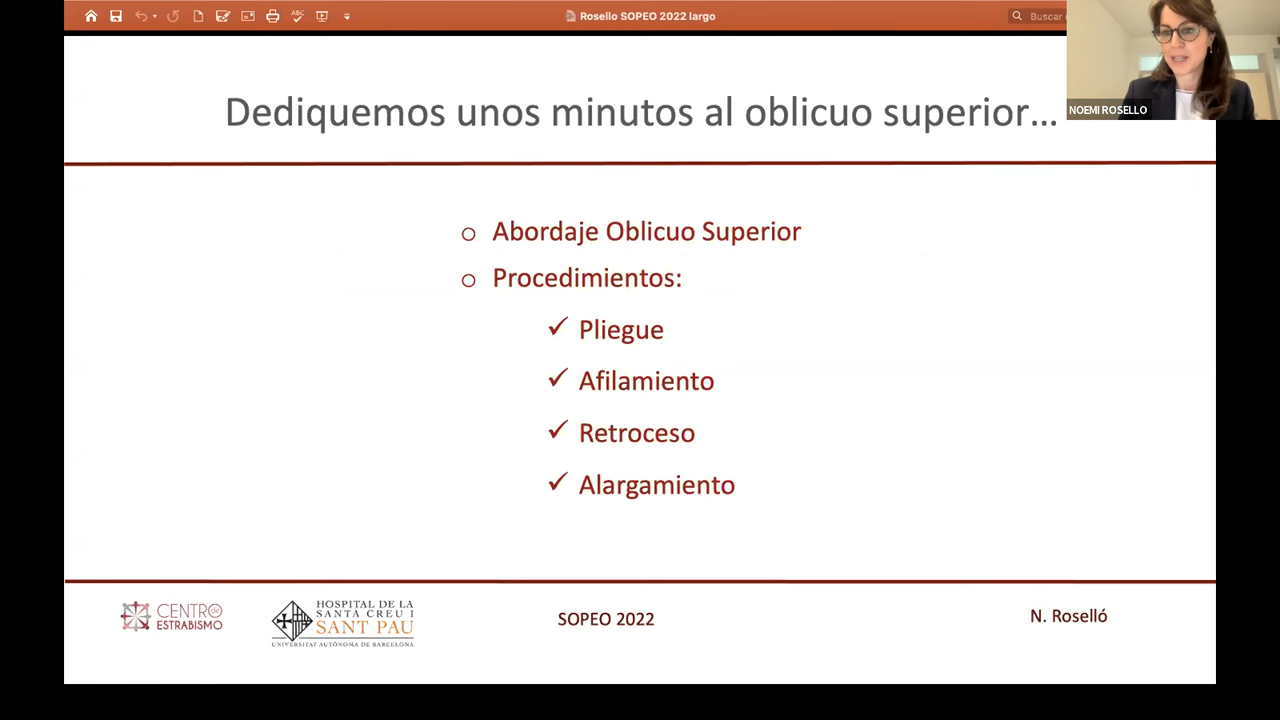 Rosello SOPEO 2022 largo
Buscar
NOEMI ROSELLO
Dediquemos unos minutos al oblicuo superior...
o Abordaje Oblicuo Superior
o Procedimientos:
✓ Pliegue
✓ Afilamiento
✓ Retroceso
✓ Alargamiento
CENTRO de
ESTRABISMO
HOSPITAL DE LA
SANTA CREU I
SANT PAU
UNIVERSITAT AUTÒNOMA DE BARCELONA
SOPEO 2022
N. Roselló